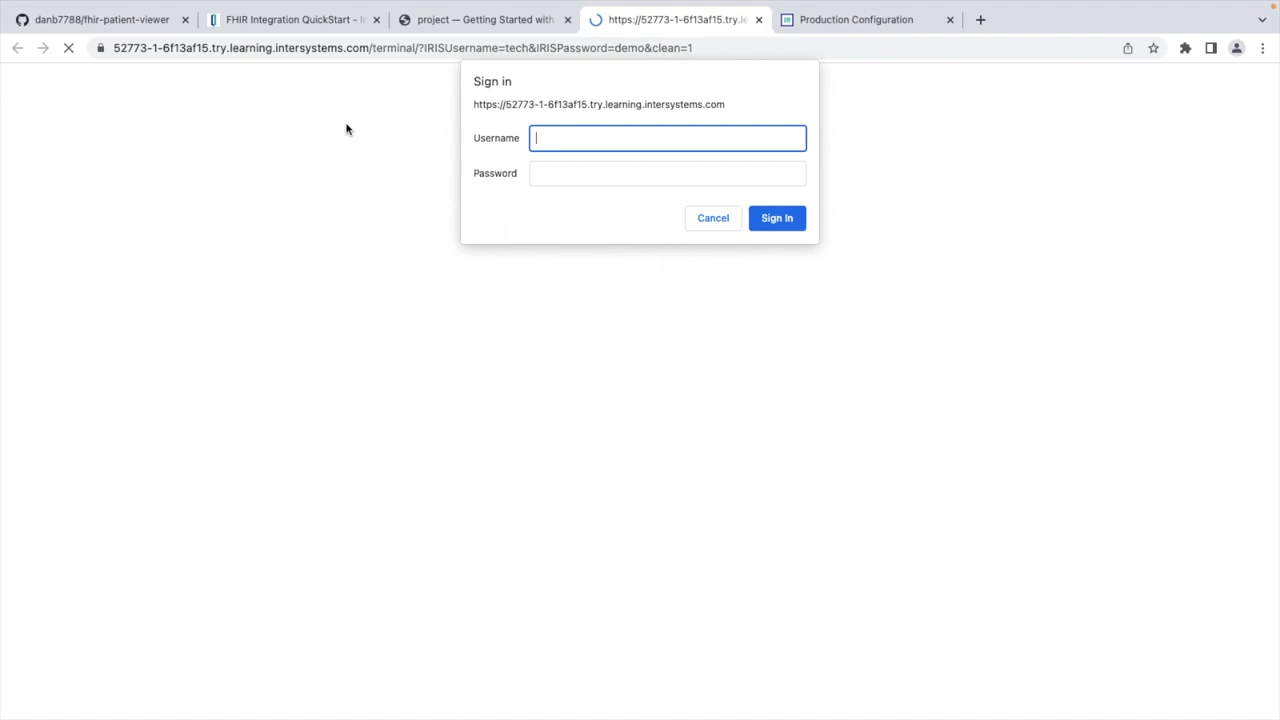 danb7788/fhir-patient-viewer
FHIR Integration QuickStart - I
project — Getting Started with
https://52773-1-6f13af15.try.le
Production Configuration
52773-1-6f13af15.try.learning.intersystems.com/terminal/?IRISUsername=tech&IRISPassword=demo&clean=1
Sign in
https://52773-1-6f13af15.try.learning.intersystems.com
Username
Password
Cancel
Sign In